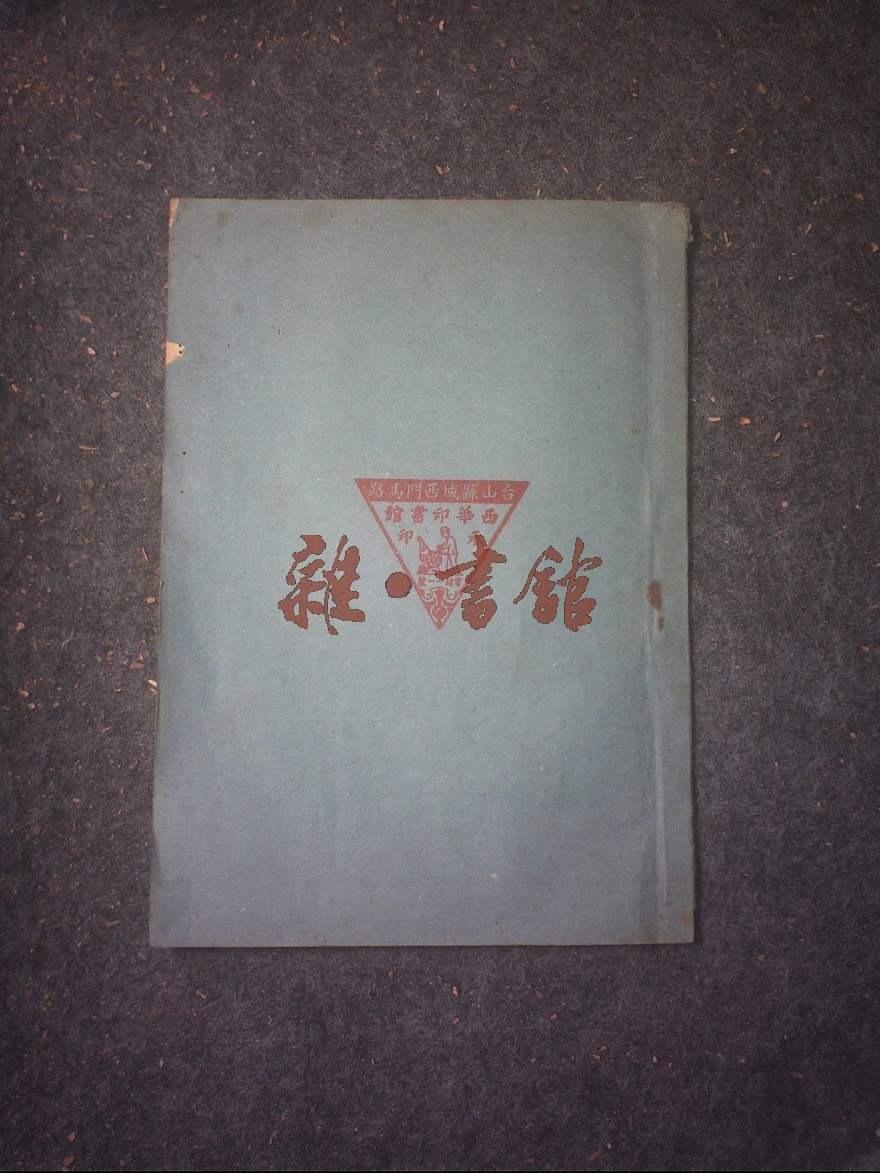 台山縣城西門馬路
西華印書館
承印
雜·書館